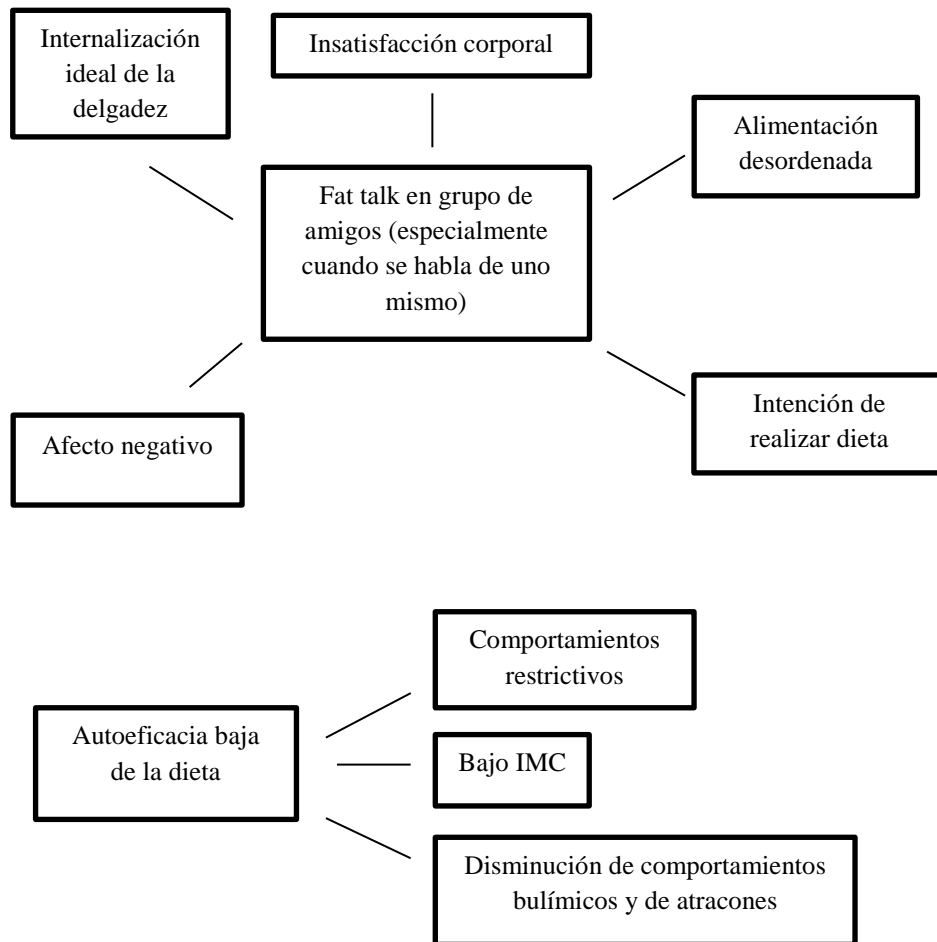 Internalización
ideal de la
delgadez
Insatisfacción corporal
Alimentación
desordenada
Fat talk en grupo de
amigos (especialmente
cuando se habla de uno
mismo)
Afecto negativo
Intención de
realizar dieta
Comportamientos
restrictivos
Autoeficacia baja
de la dieta
Bajo IMC
Disminución de comportamientos
bulímicos y de atracones